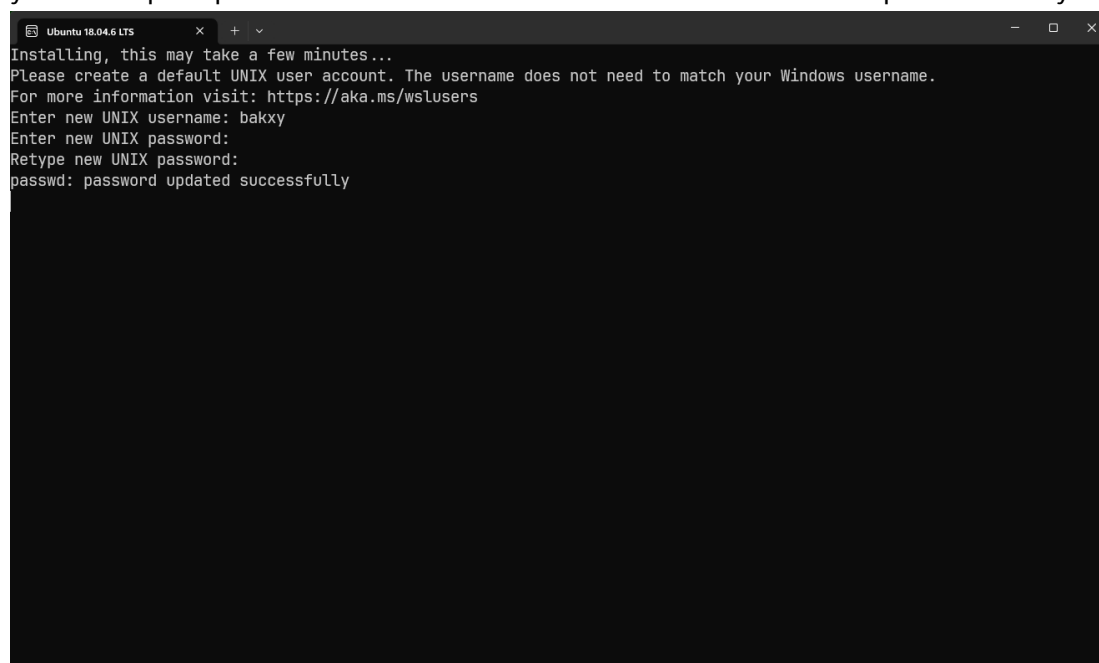 Ubuntu 18.04.6 LTS
Installing, this may take a few minutes...
Please create a default UNIX user account. The username does not need to match your Windows username.
For more information visit: https://aka.ms/wslusers
Enter new UNIX username: bakxy
Enter new UNIX password:
Retype new UNIX password:
passwd: password updated successfully